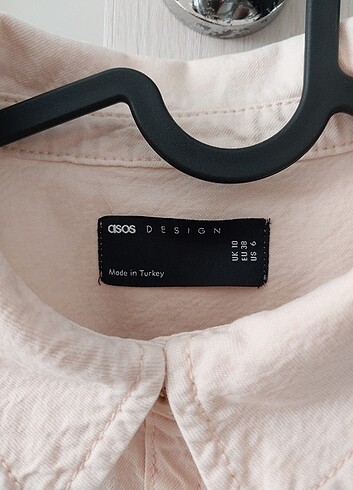 asos DESIGN
Made in Turkey
UK 10
EU 38
US 6